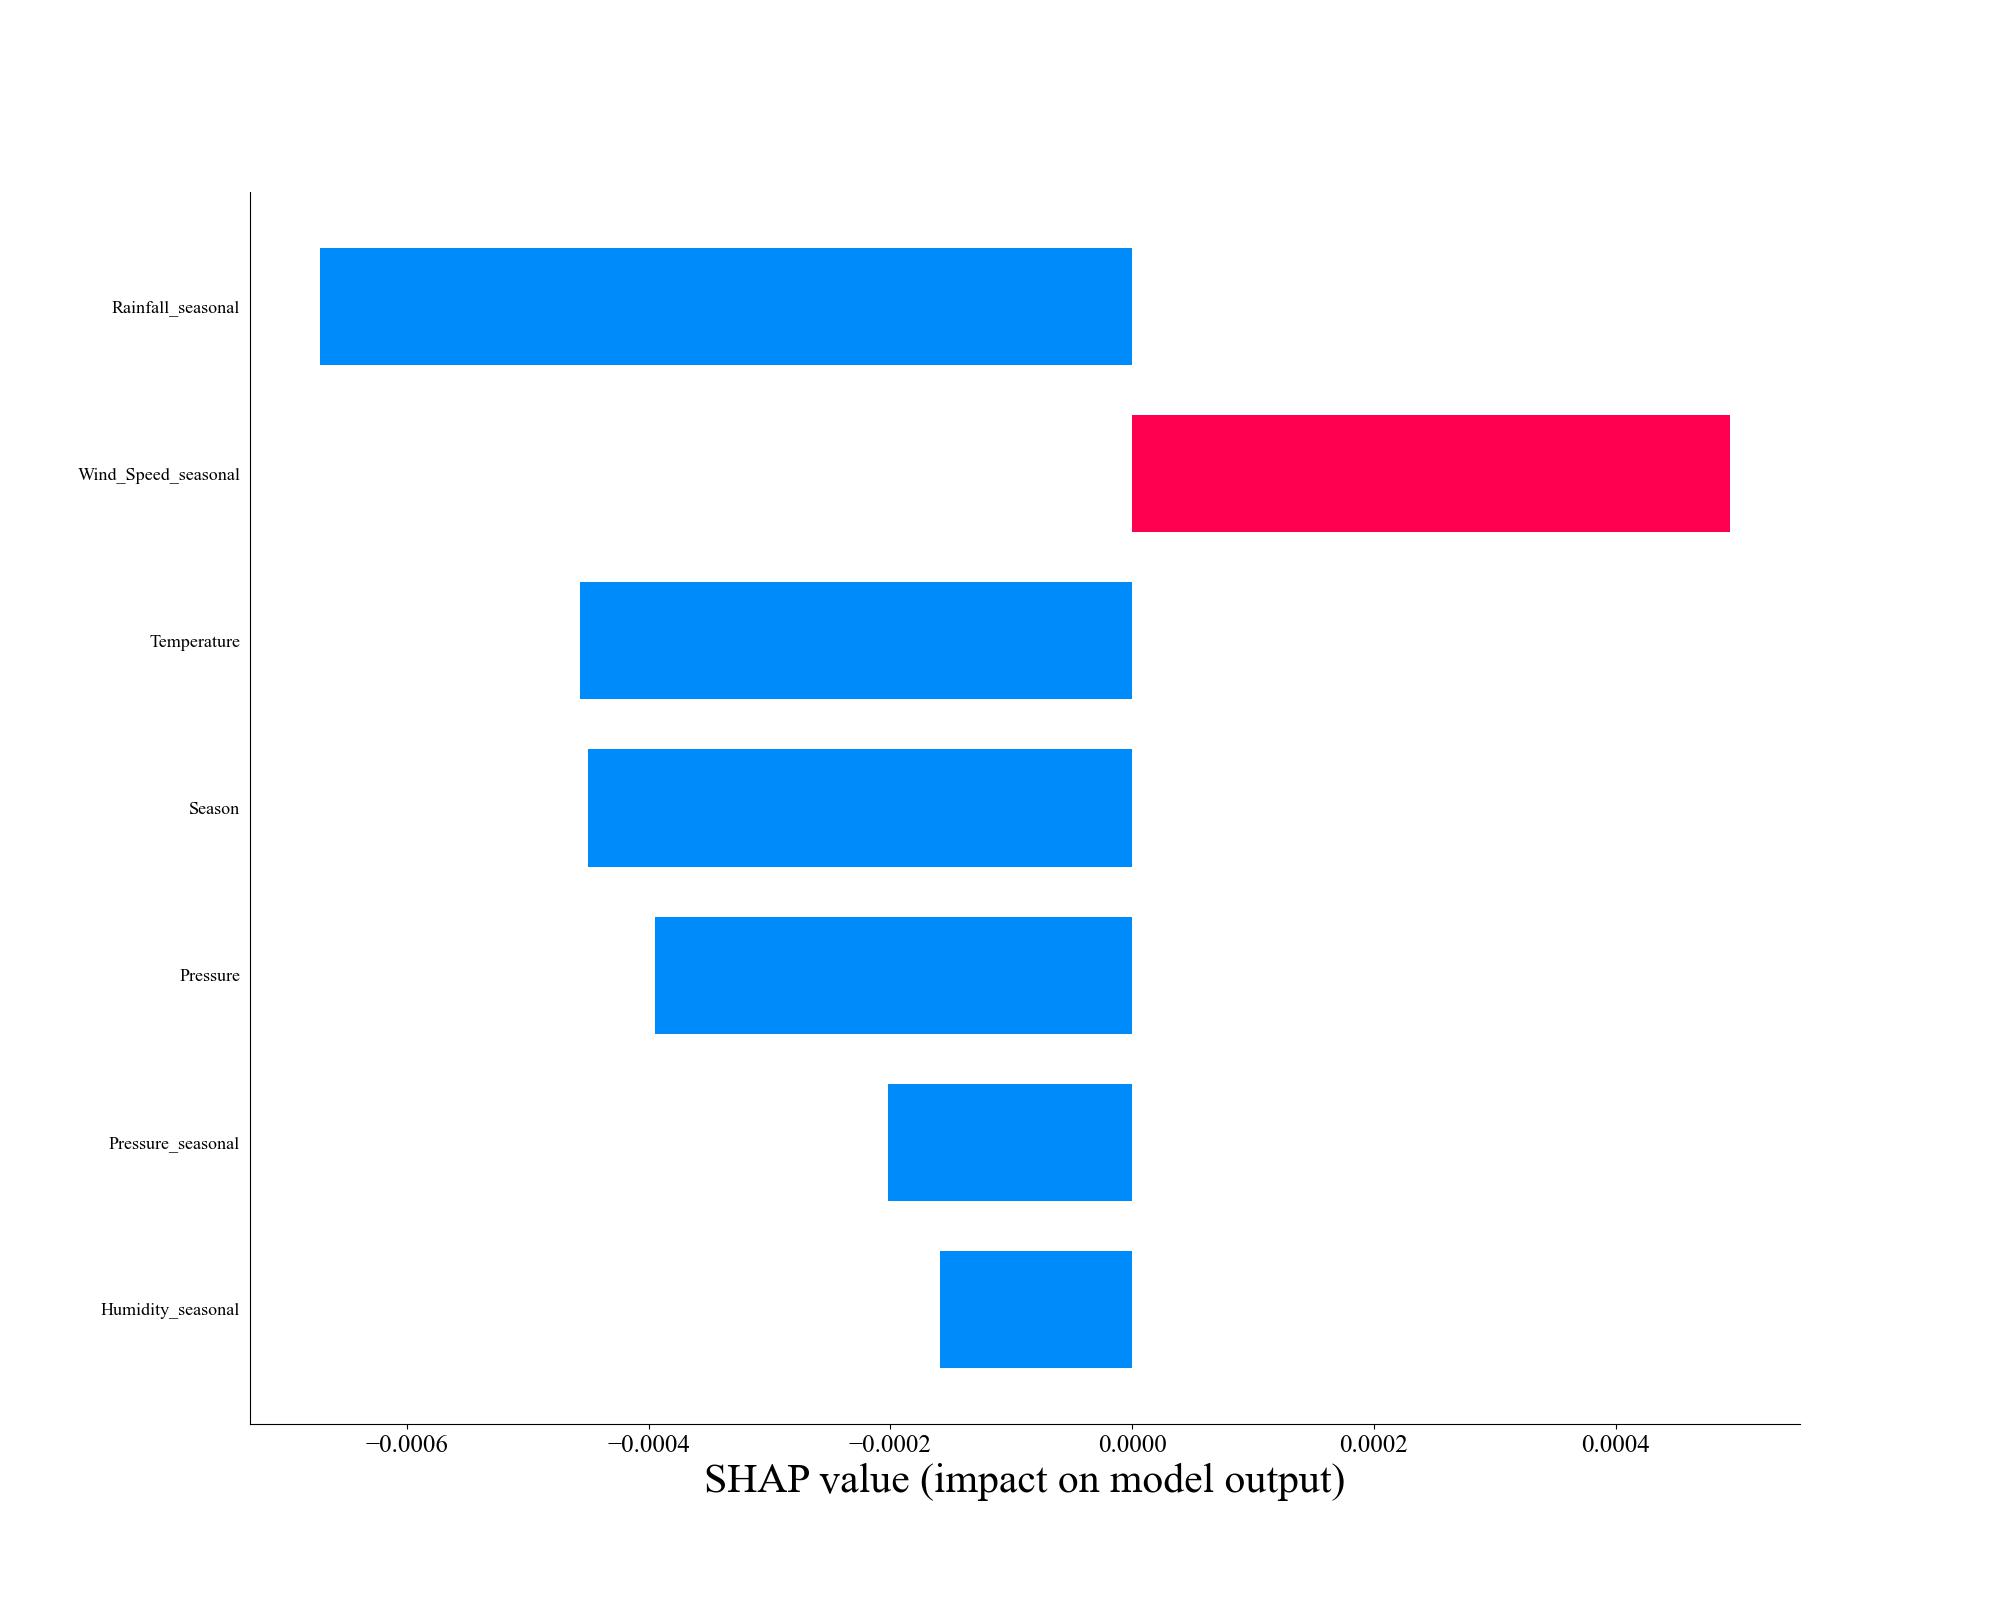 Rainfall_seasonal
Wind_Speed_seasonal
Temperature
Season
Pressure
Pressure_seasonal
Humidity_seasonal
−0.0006 −0.0004 −0.0002 0.0000 0.0002 0.0004
SHAP value (impact on model output)